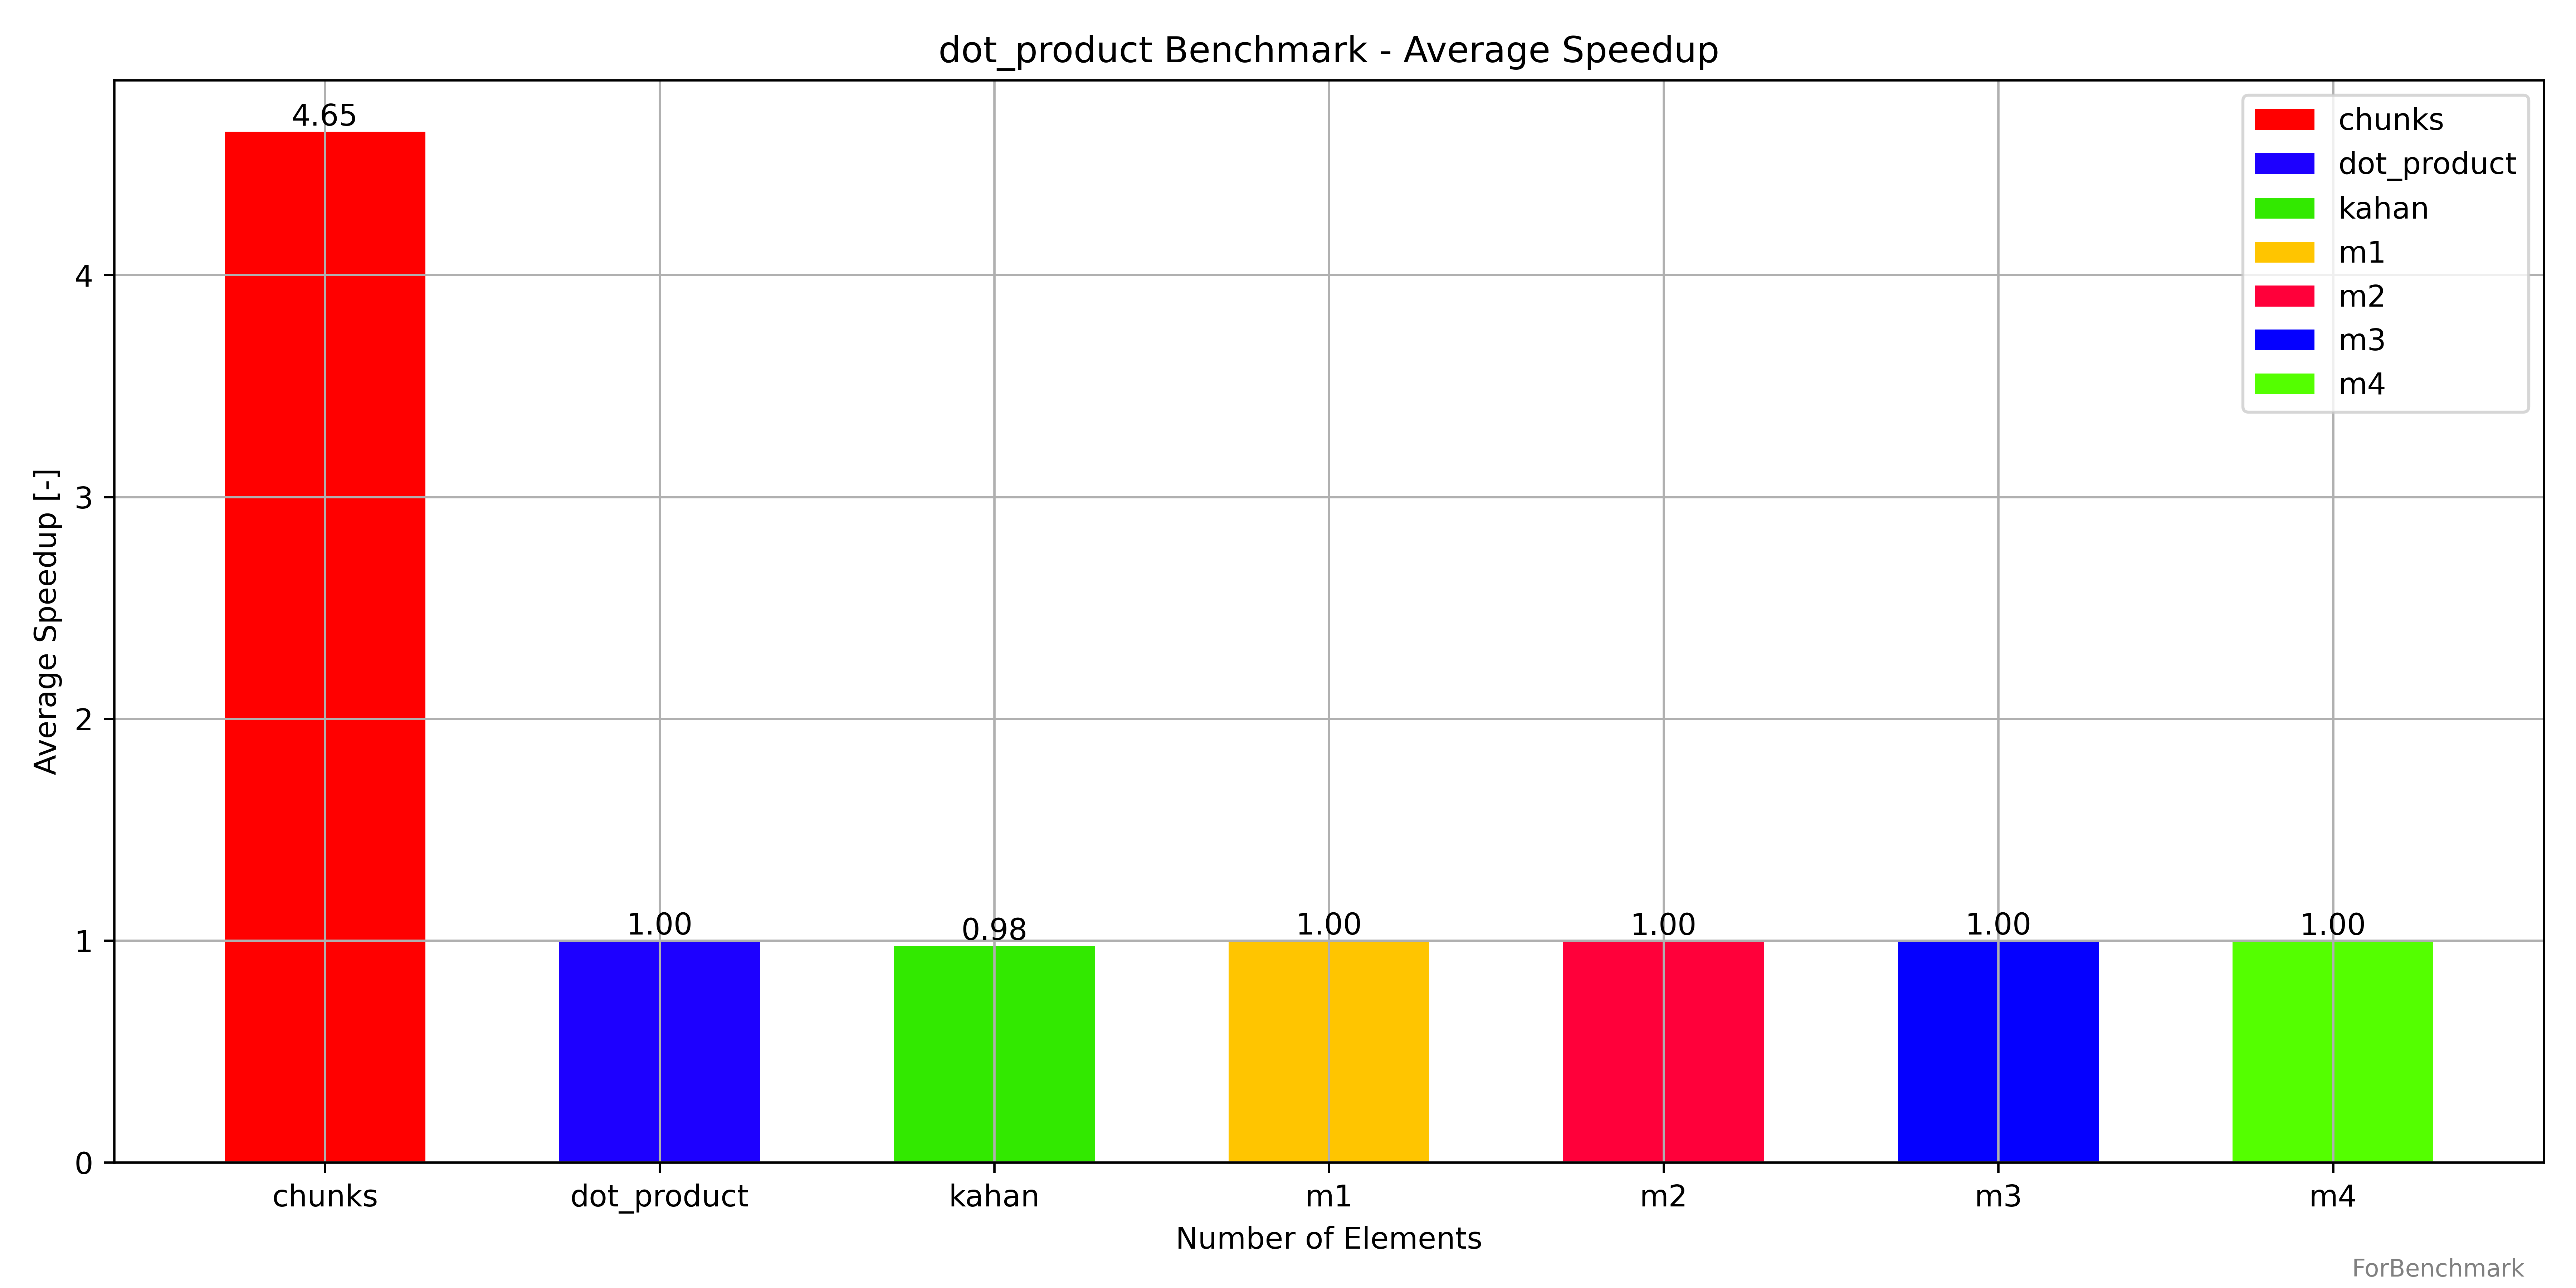 dot_product Benchmark - Average Speedup
4.65
chunks
dot_product
kahan
m1
m2
m3
m4
4
3
2
1
0
Average Speedup [-]
1.00
0.98
1.00
1.00
1.00
1.00
chunks
dot_product
kahan
m1
m2
m3
m4
Number of Elements
ForBenchmark